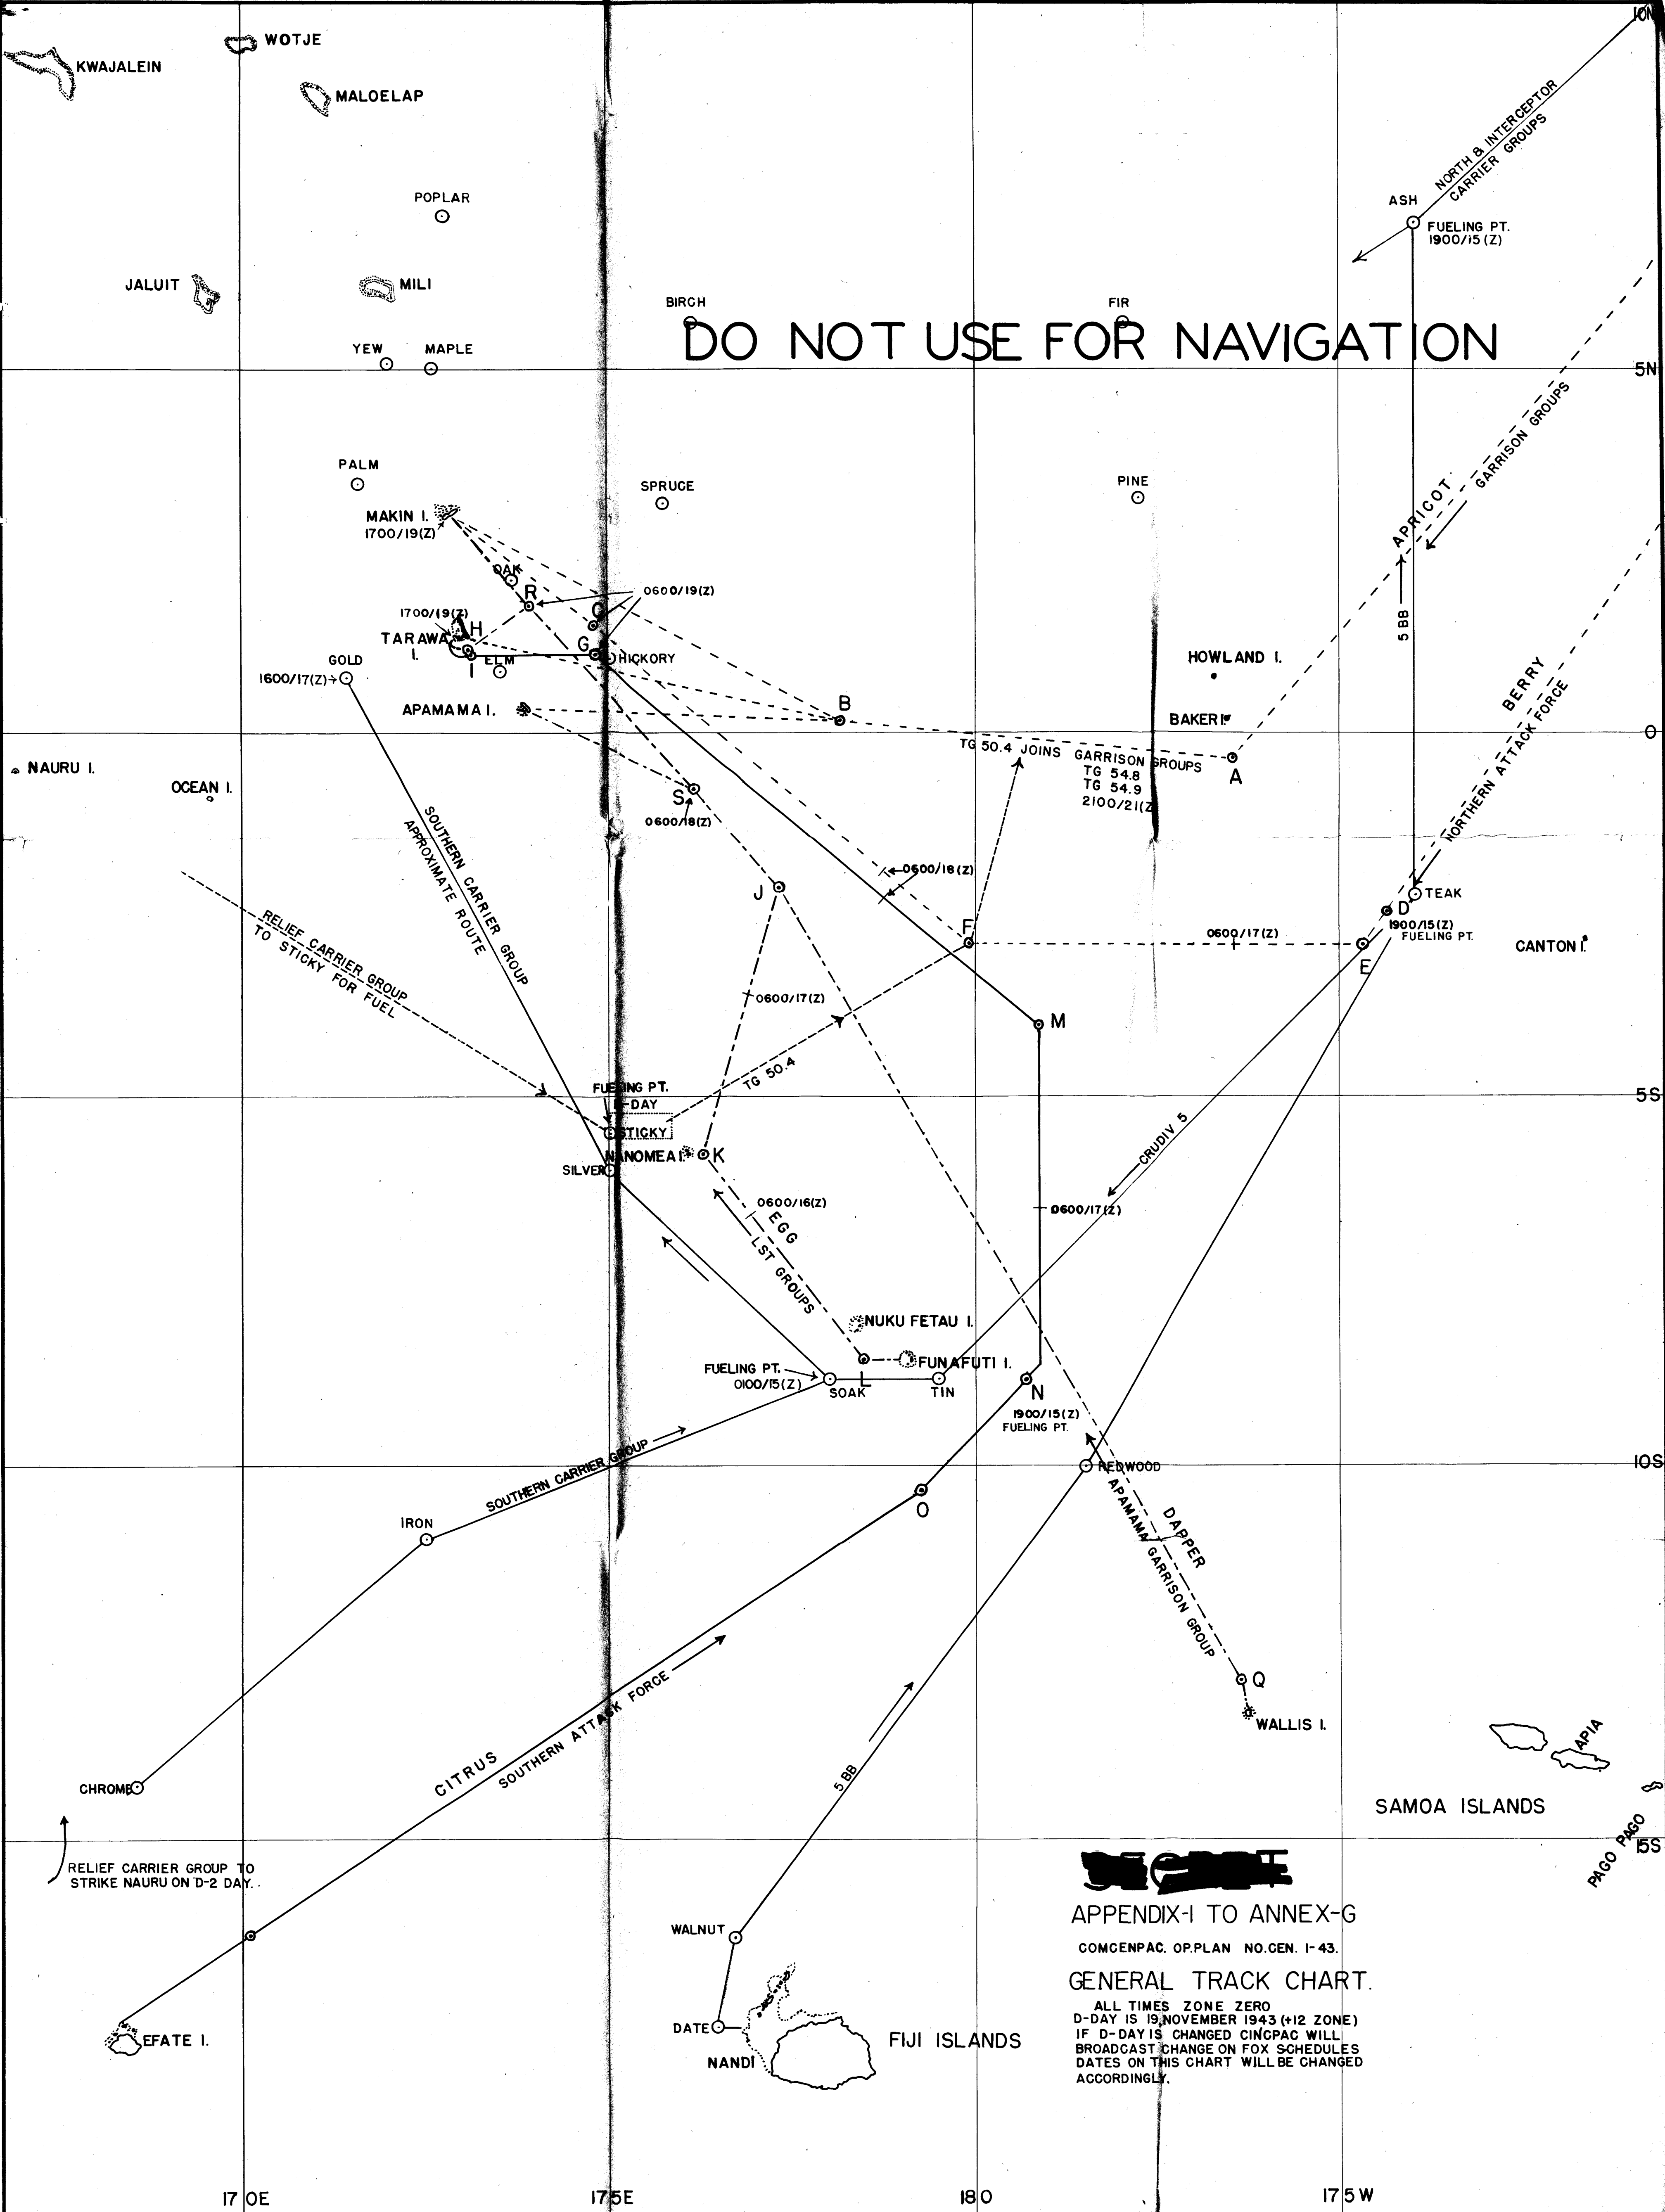 10N
WOTJE
KWAJALEIN
MALOELAP
NORTH & INTERCEPTOR
CARRIER GROUPS
POPLAR
ASH
FUELING PT.
1900/15(Z)
JALUIT
MILI
BIRCH
FIR
DO NOT USE FOR NAVIGATION
YEW
MAPLE
5N
GARRISON GROUPS
APRICOT
PALM
SPRUCE
PINE
MAKIN I.
1700/19(Z)
OAK
R
0600/19(Z)
C
1700/19(Z)
H
TARAWA
I.
I
ELM
G
HICKORY
5 BB
HOWLAND I.
GOLD
1600/17(Z)
BERRY
NORTHERN ATTACK FORCE
APAMAMA I.
B
BAKER I.
0
TG 50.4 JOINS GARRISON GROUPS
TG 54.8
TG 54.9
2100/21(Z
A
NAURU I.
OCEAN I.
S
0600/18(Z)
SOUTHERN CARRIER GROUP
APPROXIMATE ROUTE
0600/18(Z)
J
TEAK
D
1900/15(Z)
FUELING PT.
F
0600/17(Z)
E
CANTON I.
RELIEF CARRIER GROUP
TO STICKY FOR FUEL
0600/17(Z)
M
TG 50.4
FUELING PT.
D-DAY
STICKY
5S
CRUDIV 5
NANOMEA I.
K
SILVER
0600/16(Z)
EGG
LST GROUPS
0600/17(Z)
NUKU FETAU I.
FUNAFUTI I.
FUELING PT.
0100/15(Z)
SOAK
L
TIN
N
1900/15(Z)
FUELING PT.
REDWOOD
10S
SOUTHERN CARRIER GROUP
O
IRON
DAPPER
APAMAMA GARRISON GROUP
Q
WALLIS I.
CITRUS
SOUTHERN ATTACK FORCE
5 BB
CHROME
APIA
SAMOA ISLANDS
PAGO PAGO
15S
RELIEF CARRIER GROUP TO
STRIKE NAURU ON D-2 DAY.
WALNUT
DATE
NANDI
FIJI ISLANDS
EFATE I.
APPENDIX-I TO ANNEX-G
COMCENPAC. OP.PLAN NO.CEN. 1-43.
GENERAL TRACK CHART.
ALL TIMES ZONE ZERO
D-DAY IS 19,NOVEMBER 1943 (+12 ZONE)
IF D-DAY IS CHANGED CINCPAC WILL
BROADCAST CHANGE ON FOX SCHEDULES
DATES ON THIS CHART WILL BE CHANGED
ACCORDINGLY.
170E
175E
180
175W